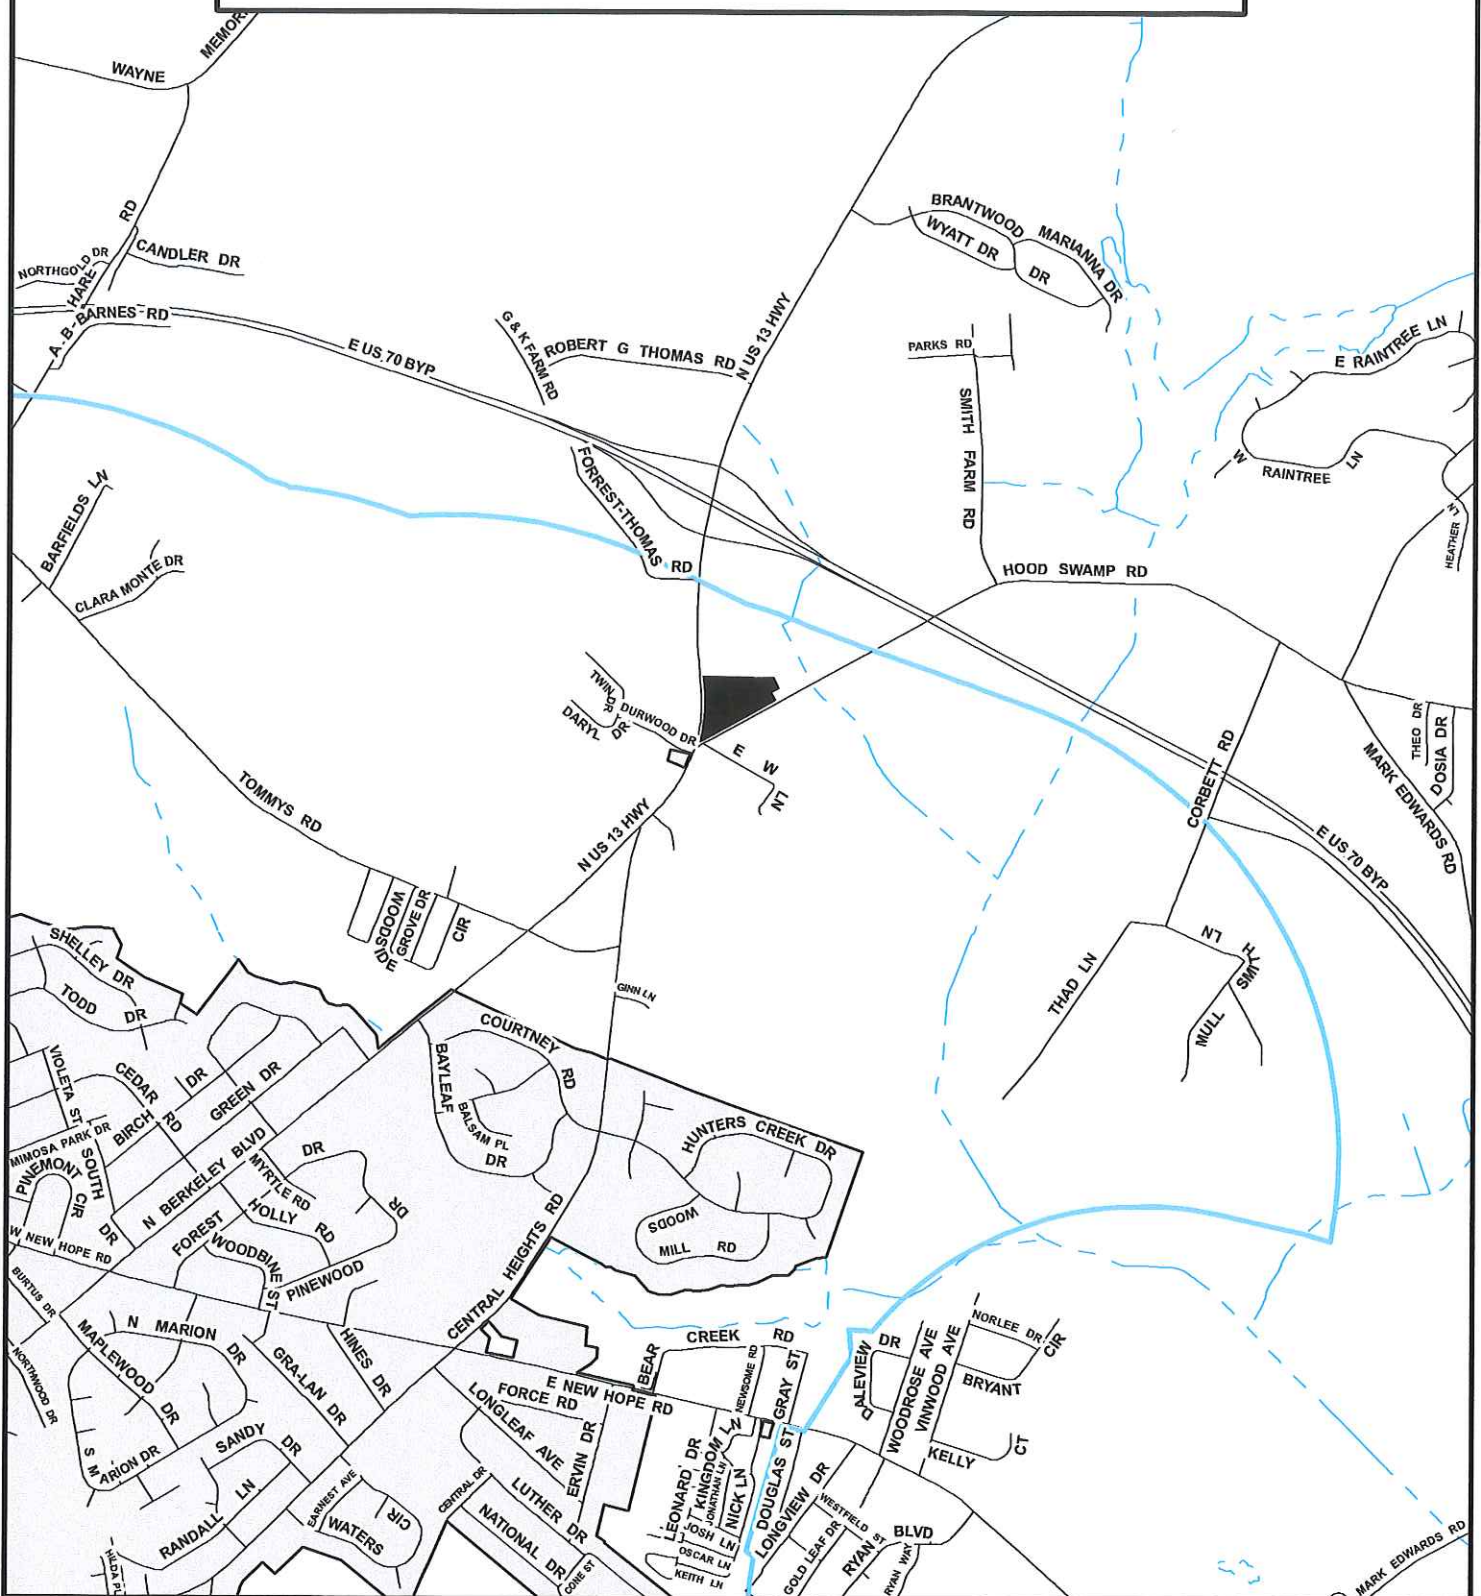 MEMOR
WAYNE
RD
CANDLER DR
NORTHGOLD DR
HARE
A-B-BARNES-RD
E US 70 BYP
G & K FARM RD
ROBERT G THOMAS RD
N US 13 HWY
BRANTWOOD
WYATT DR
MARIANNA DR
DR
PARKS RD
SMITH FARM RD
E RAINTREE LN
W RAINTREE LN
HEATHER LN
FORREST-THOMAS RD
BARFIELDS LN
CLARA MONTE DR
HOOD SWAMP RD
TWIN DR
DURWOOD DR
DARYL DR
E W LN
CORBETT RD
THEO DR
DOSIA DR
MARK EDWARDS RD
TOMMYS RD
N US 13 HWY
E US 70 BYP
WOODSIDE
GROVE DR
CIR
SHELLEY DR
TODD DR
GINN LN
THAD LN
SMITH LN
MULL
COURTNEY RD
BAYLEAF DR
BALSAM PL
VIOLETA ST
CEDAR RD
BIRCH DR
GREEN DR
MIMOSA PARK DR
PINEMONT CIR
SOUTH DR
N BERKELEY BLVD
MYRTLE RD
DR
HOLLY RD
DR
HUNTERS CREEK DR
WOODS
MILL RD
W NEW HOPE RD
FOREST
WOODBINE ST
PINEWOOD
CENTRAL HEIGHTS RD
BURTUS DR
NORTHWOOD DR
MAPLEWOOD DR
N MARION DR
GRA-LAN DR
HINES DR
S MARION DR
SANDY DR
RANDALL LN
EARNEST AVE
WATERS CIR
HILDA PL
BEAR CREEK RD
E NEW HOPE RD
FORCE RD
LONGLEAF AVE
ERVIN DR
CENTRAL DR
LUTHER DR
NATIONAL DR
CONE ST
NEWSOME RD
GRAY ST
LEONARD DR
KINGDOM LN
JONATHAN LN
NICK LN
JOSH LN
OSCAR LN
KEITH LN
DOUGLAS ST
LONGVIEW DR
DALEVIEW DR
WOODROSE AVE
VINWOOD AVE
NORLEE DR
CIR
BRYANT
KELLY CT
WESTFIELD ST
GOLD LEAF DR
RYAN BLVD
RYAN WAY
MARK EDWARDS RD